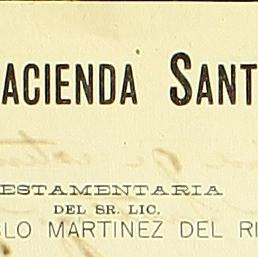 ACIENDA SANT
ESTAMENTARIA
DEL SR. LIC.
BLO MARTINEZ DEL RI